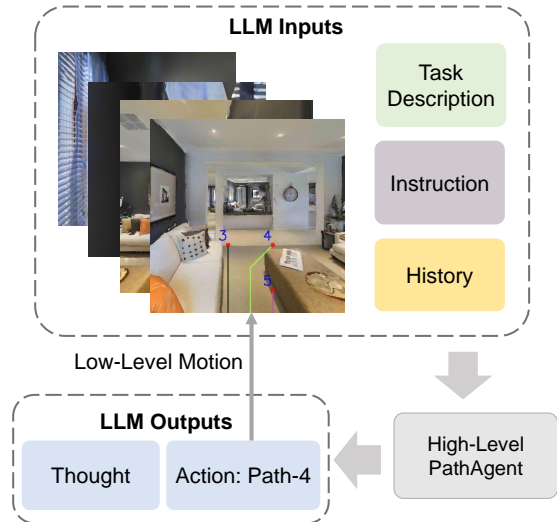 LLM Inputs
Task
Description
Instruction
History
3
4
5
Low-Level Motion
LLM Outputs
Thought
Action: Path-4
High-Level
PathAgent